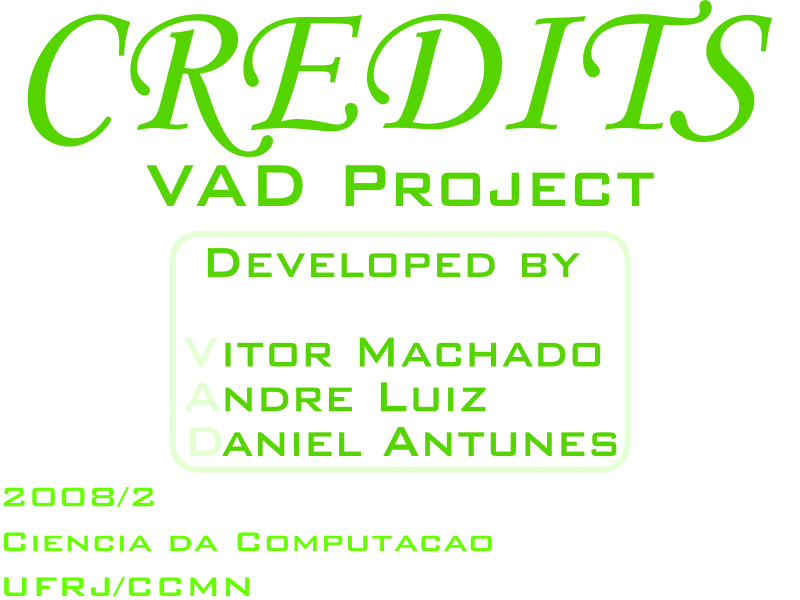 CREDITS
VAD Project
Developed by
Vitor Machado
Andre Luiz
Daniel Antunes
2008/2
Ciencia da Computacao
UFRJ/CCMN